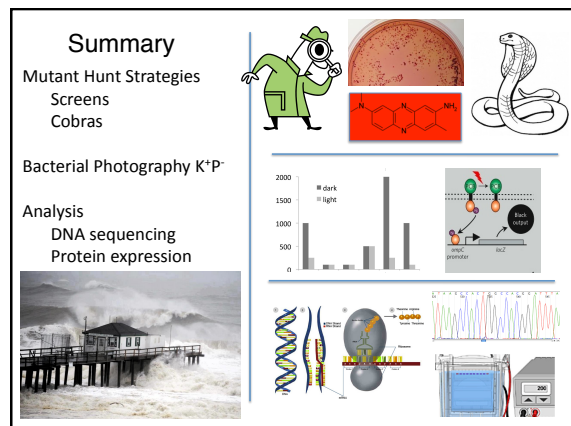 Summary
Mutant Hunt Strategies
Screens
Cobras
Bacterial Photography K⁺P⁻
Analysis
DNA sequencing
Protein expression
N
N
N
NH₂
2000
1500
1000
500
0
dark
light
Black
output
ompC
promoter
lacZ
200